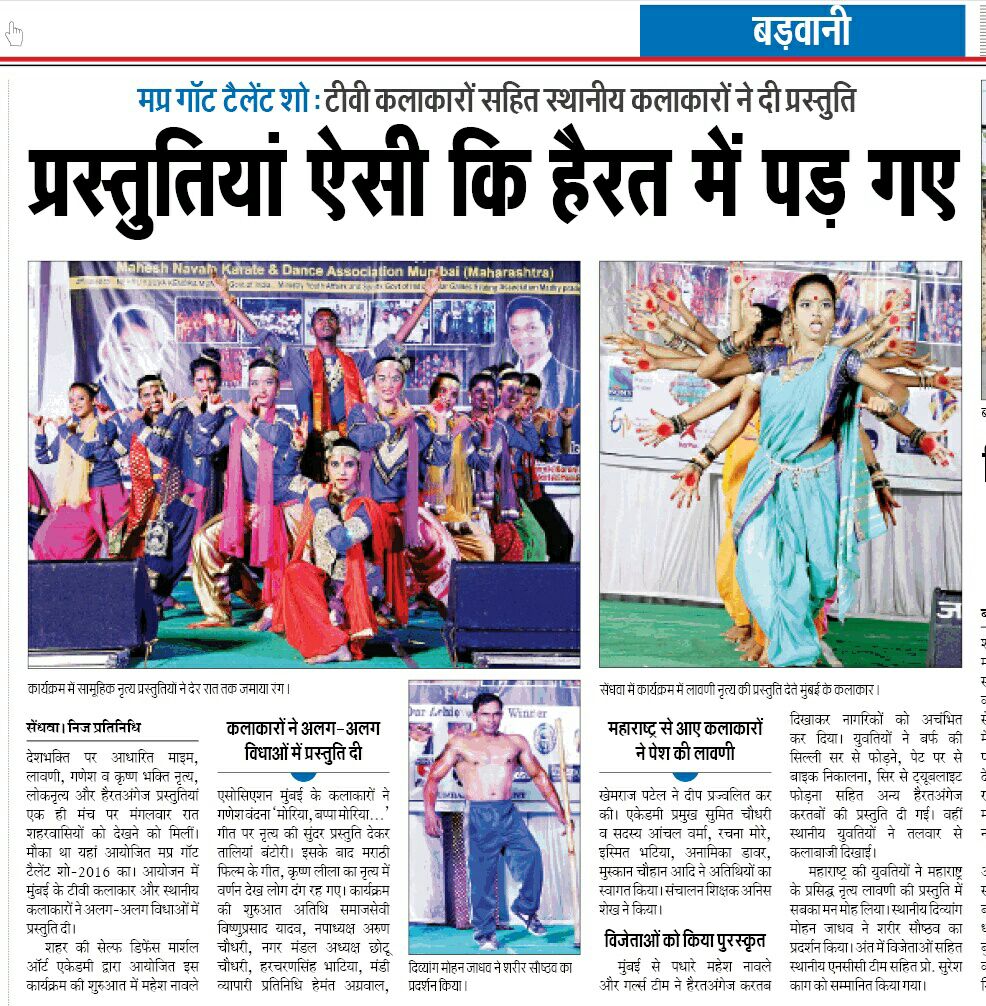 बड़वानी
मप्र गॉट टैलेंट शो : टीवी कलाकारों सहित स्थानीय कलाकारों ने दी प्रस्तुति
प्रस्तुतियां ऐसी कि हैरत में पड़ गए
Mahesh Navale Karate & Dance Association Mumbai (Maharashtra)
कार्यक्रम में सामूहिक नृत्य प्रस्तुतियों ने देर रात तक जमाया रंग।
सेंधवा में कार्यक्रम में लावणी नृत्य की प्रस्तुति देते मुंबई के कलाकार।
सेंधवा। निज प्रतिनिधि
देशभक्ति पर आधारित माइम,
लावणी, गणेश व कृष्ण भक्ति नृत्य,
लोकनृत्य और हैरतअंगेज प्रस्तुतियां
एक ही मंच पर मंगलवार रात
शहरवासियों को देखने को मिलीं।
मौका था यहां आयोजित मप्र गॉट
टैलेंट शो-2016 का। आयोजन में
मुंबई के टीवी कलाकार और स्थानीय
कलाकारों ने अलग-अलग विधाओं में
प्रस्तुति दी।
शहर की सेल्फ डिफेंस मार्शल
ऑर्ट एकेडमी द्वारा आयोजित इस
कार्यक्रम की शुरुआत में महेश नावले
कलाकारों ने अलग-अलग
विधाओं में प्रस्तुति दी
एसोसिएशन मुंबई के कलाकारों ने
गणेश वंदना 'मोरिया, बप्पा मोरिया...'
गीत पर नृत्य की सुंदर प्रस्तुति देकर
तालियां बंटोरी। इसके बाद मराठी
फिल्म के गीत, कृष्ण लीला का नृत्य में
वर्णन देख लोग दंग रह गए। कार्यक्रम
की शुरुआत अतिथि समाजसेवी
विष्णुप्रसाद यादव, नपाध्यक्ष अरुण
चौधरी, नगर मंडल अध्यक्ष छोटू
चौधरी, हरचरणसिंह भाटिया, मंडी
व्यापारी प्रतिनिधि हेमंत अग्रवाल,
Our Achieve Winner
दिव्यांग मोहन जाधव ने शरीर सौष्ठव का
प्रदर्शन किया।
महाराष्ट्र से आए कलाकारों
ने पेश की लावणी
खेमराज पटेल ने दीप प्रज्वलित कर
की। एकेडमी प्रमुख सुमित चौधरी
व सदस्य आंचल वर्मा, रचना मोरे,
इस्मित भटिया, अनामिका डावर,
मुस्कान चौहान आदि ने अतिथियों का
स्वागत किया। संचालन शिक्षक अनिस
शेख ने किया।
विजेताओं को किया पुरस्कृत
मुंबई से पधारे महेश नावले
और गर्ल्स टीम ने हैरतअंगेज करतब
दिखाकर नागरिकों को अचंभित
कर दिया। युवतियों ने बर्फ की
सिल्ली सर से फोड़ने, पेट पर से
बाइक निकालना, सिर से ट्यूबलाइट
फोड़ना सहित अन्य हैरतअंगेज
करतबों की प्रस्तुति दी गई। वहीं
स्थानीय युवतियों ने तलवार से
कलाबाजी दिखाई।
महाराष्ट्र की युवतियों ने महाराष्ट्र
के प्रसिद्ध नृत्य लावणी की प्रस्तुति में
सबका मन मोह लिया। स्थानीय दिव्यांग
मोहन जाधव ने शरीर सौष्ठव का
प्रदर्शन किया। अंत में विजेताओं सहित
स्थानीय एनसीसी टीम सहित प्रो. सुरेश
काग को सम्मानित किया गया।